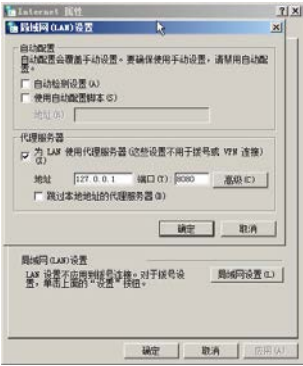 Internet 属性
局域网(LAN)设置
自动配置
自动配置会覆盖手动设置。要确保使用手动设置，请禁用自动配
置。
自动检测设置(A)
使用自动配置脚本(S)
地址(R)
代理服务器
为 LAN 使用代理服务器(这些设置不用于拨号或 VPN 连接)
(X)
地址 127.0.0.1 端口(T) 8080 高级(C)
跳过本地地址的代理服务器(B)
确定 取消
局域网(LAN)设置
LAN 设置不应用到拨号连接。对于拨号设
置，单击上面的“设置”按钮。
局域网设置(L)
确定 取消 应用(A)